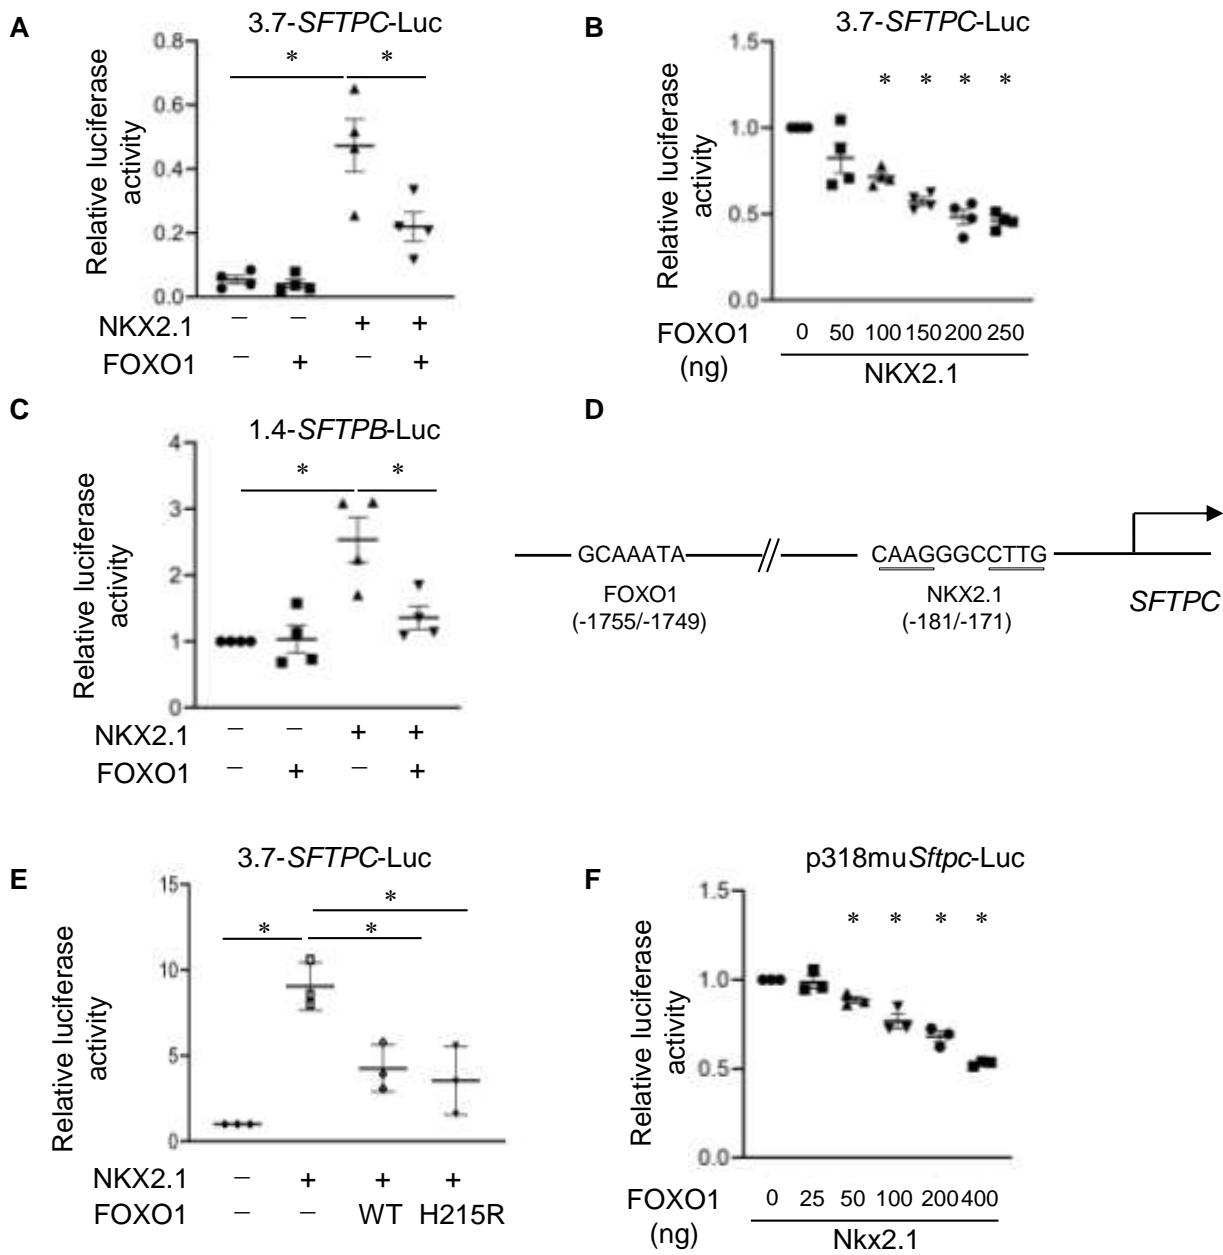 A
3.7-SFTPC-Luc
Relative luciferase
activity
0.8
0.6
0.4
0.2
0.0
* *
NKX2.1 – – + +
FOXO1 – + – +
B
3.7-SFTPC-Luc
Relative luciferase
activity
1.5
1.0
0.5
0.0
* * * *
FOXO1 0 50 100 150 200 250
(ng)
NKX2.1
C
1.4-SFTPB-Luc
Relative luciferase
activity
4
3
2
1
0
* *
NKX2.1 – – + +
FOXO1 – + – +
D
GCAAATA // CAAGGGCCTTG
FOXO1 NKX2.1 SFTPC
(-1755/-1749) (-181/-171)
E
3.7-SFTPC-Luc
Relative luciferase
activity
15
10
5
0
*
* *
NKX2.1 – + + +
FOXO1 – – WT H215R
F
p318muSftpc-Luc
Relative luciferase
activity
1.5
1.0
0.5
0.0
* * * *
FOXO1 0 25 50 100 200 400
(ng)
Nkx2.1